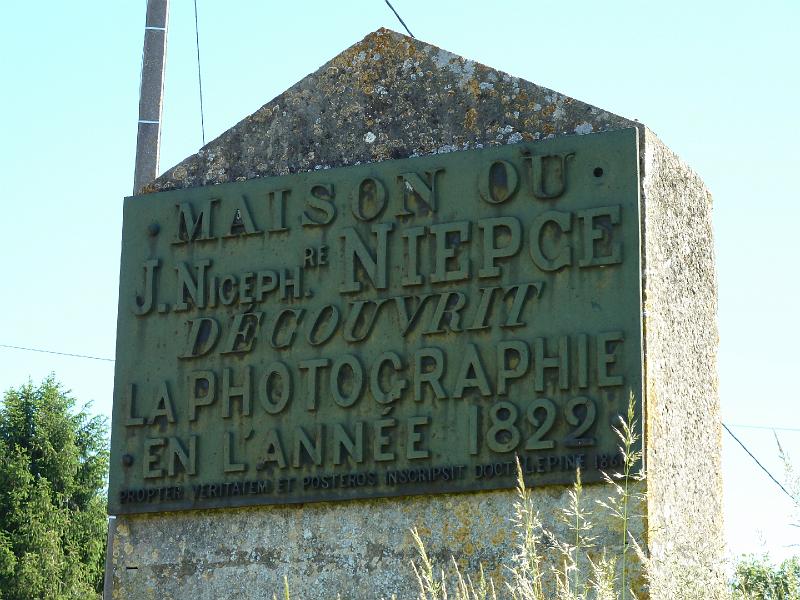 MAISON OÙ
J. NICEPH.RE NIEPCE
DÉCOUVRIT
LA PHOTOGRAPHIE
EN L'ANNÉE 1822
PROPTER VERITATEM ET POSTEROS INSCRIPSIT DOCT. LEPINE